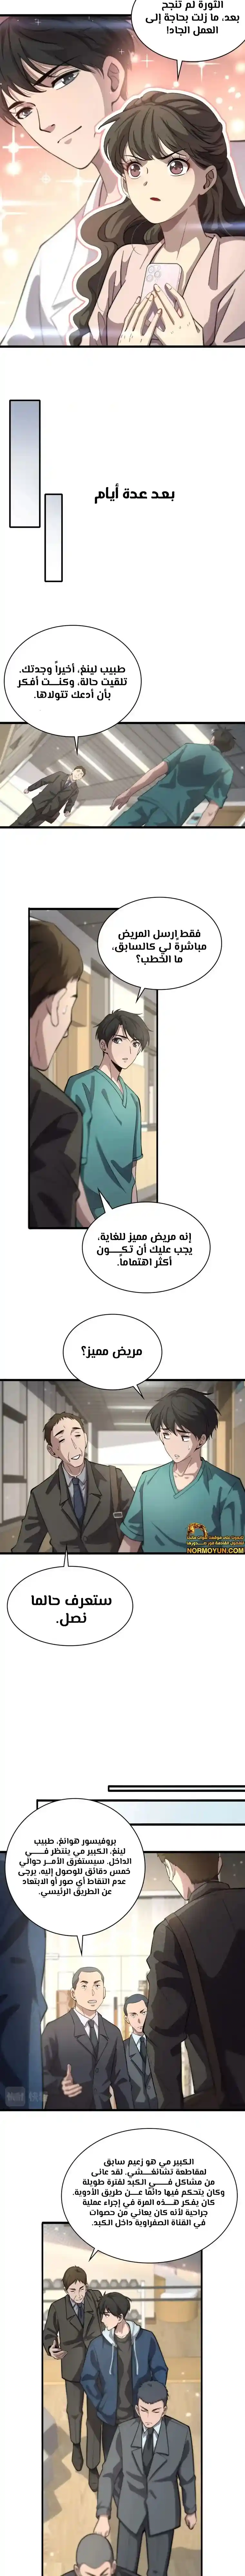 الثورة لم تنجح
بعد، ما زلت بحاجة إلى
العمل الجاد!
بعد عدة أيام
طبيب لينغ، أخيراً وجدتك.
تلقيت حالة، وكنت أفكر
بأن أدعك تتولاها.
فقط إرسل المريض
مباشرةً لي كالسابق،
ما الخطب؟
إنه مريض مميز للغاية،
يجب عليك أن تكون
أكثر اهتماماً.
مريض مميز؟
NORMOYUN.COM
ستعرف حالما
نصل.
بروفيسور هوانغ، طبيب
لينغ، الكبير مي ينتظر في
الداخل. سيستغرق الأمر حوالي
خمس دقائق للوصول إليه، يرجى
عدم التقاط أي صور أو الابتعاد
عن الطريق الرئيسي.
الكبير مي هو زعيم سابق
لمقاطعة تشانغشي. لقد عانى
من مشاكل في الكبد لفترة طويلة
وكان يتحكم فيها دائماً عن طريق الأدوية.
كان يفكر هذه المرة في إجراء عملية
جراحية لأنه كان يعاني من حصوات
في القناة الصفراوية داخل الكبد.